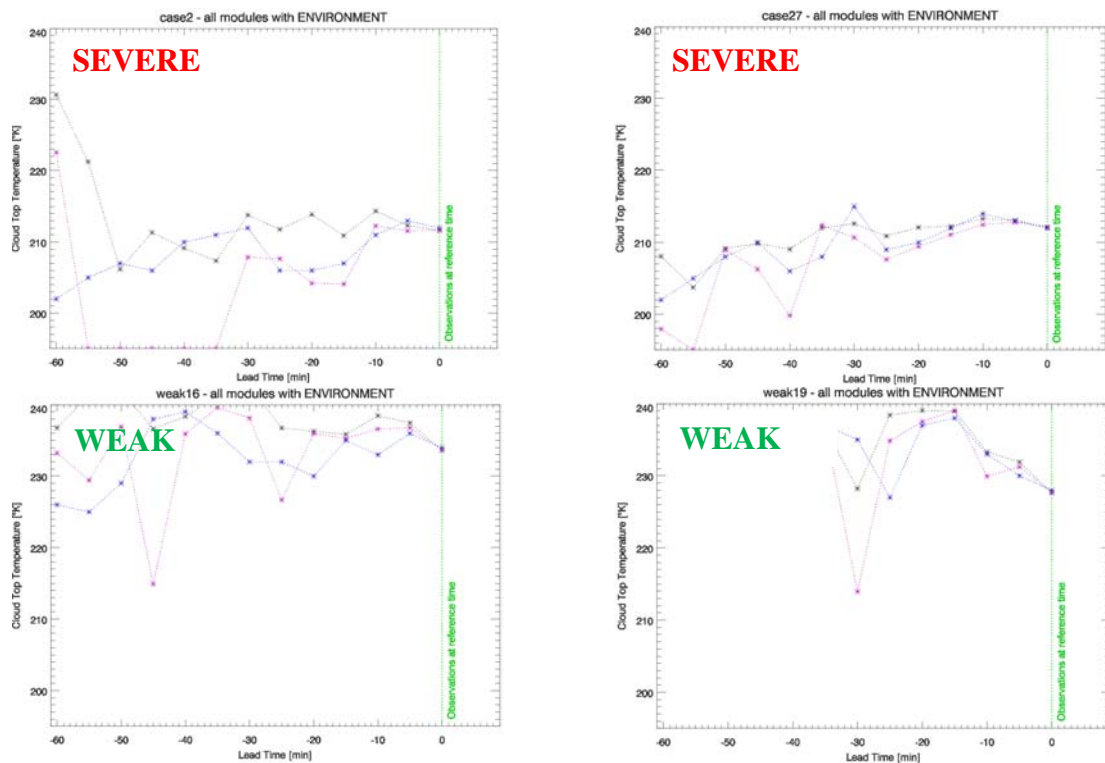 case2 - all modules with ENVIRONMENT
SEVERE
240
230
220
210
200
Cloud Top Temperature [°K]
Observations at reference time
-60 -50 -40 -30 -20 -10 0
Lead Time [min]
case27 - all modules with ENVIRONMENT
SEVERE
240
230
220
210
200
Cloud Top Temperature [°K]
Observations at reference time
-60 -50 -40 -30 -20 -10 0
Lead Time [min]
weak16 - all modules with ENVIRONMENT
WEAK
240
230
220
210
200
Cloud Top Temperature [°K]
Observations at reference time
-60 -50 -40 -30 -20 -10 0
Lead Time [min]
weak19 - all modules with ENVIRONMENT
WEAK
240
230
220
210
200
Cloud Top Temperature [°K]
Observations at reference time
-60 -50 -40 -30 -20 -10 0
Lead Time [min]